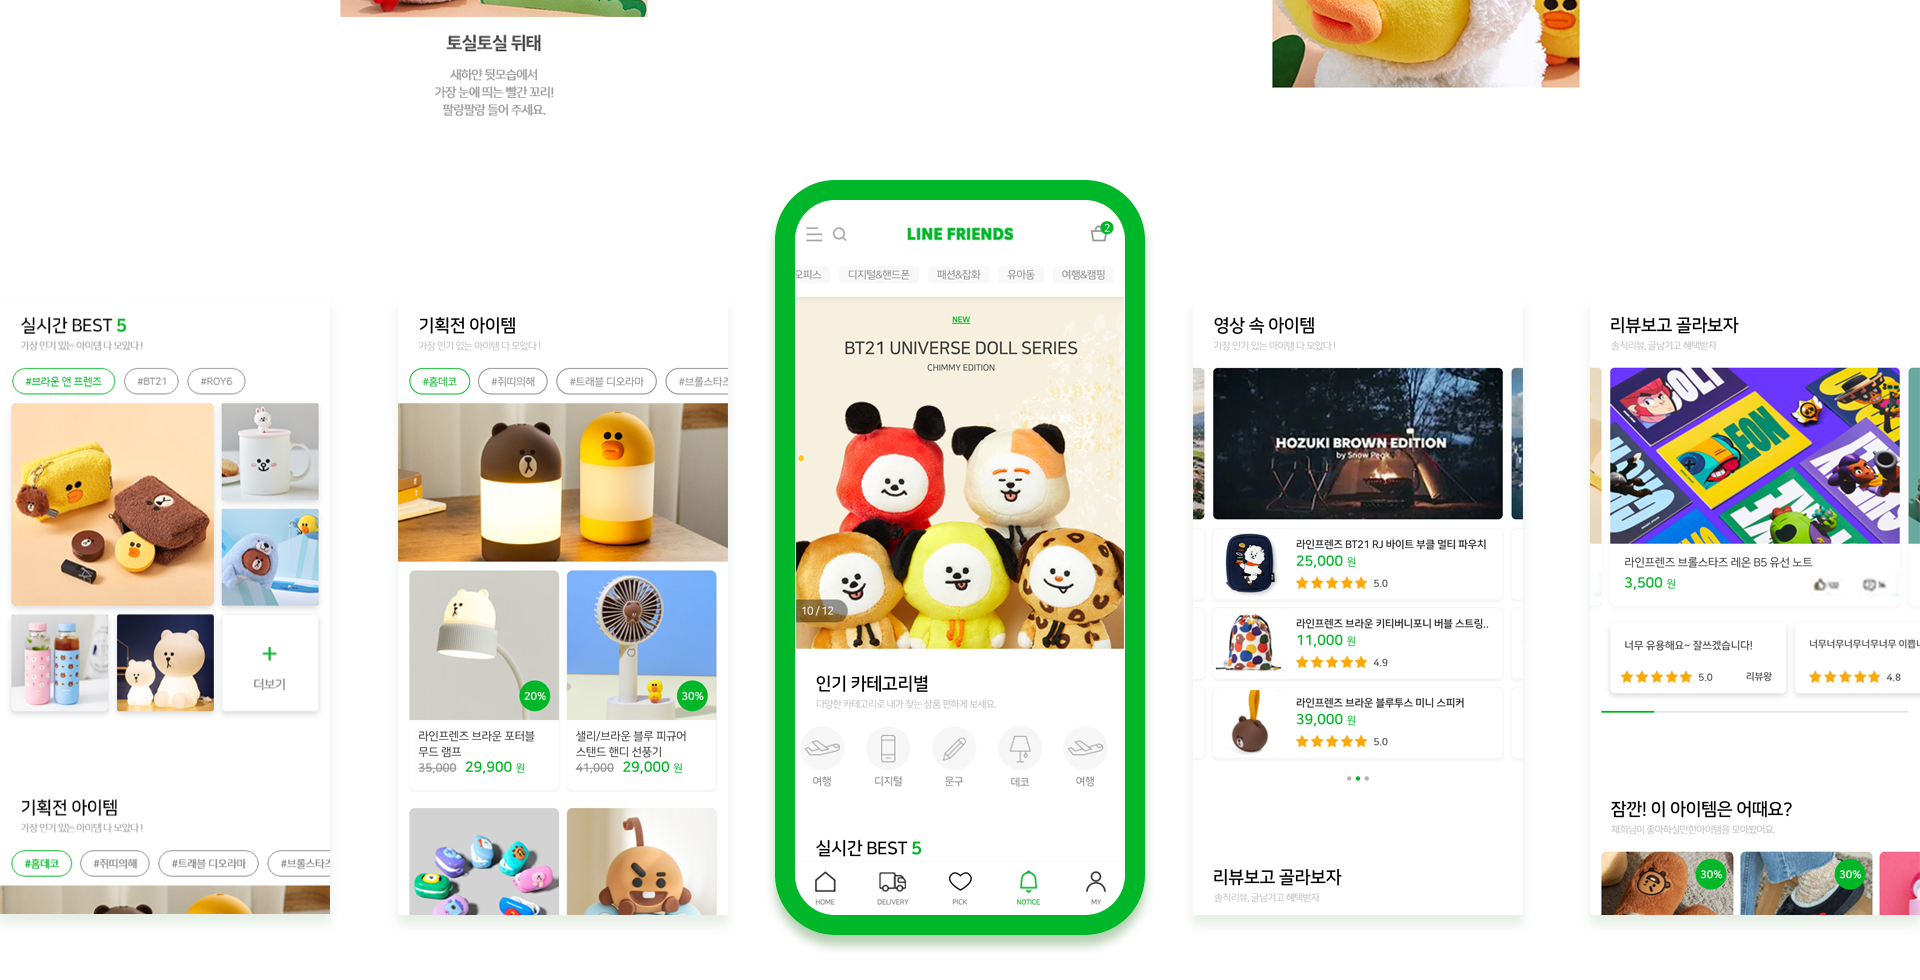 토실토실 뒤태
새하얀 뒷모습에서
가장 눈에 띄는 빨간 꼬리!
팔랑팔랑 들어 주세요.
실시간 BEST 5
가장 인기 있는 아이템 다 모았다!
#브라운 앤 프렌즈
#BT21
#ROY6
더보기
기획전 아이템
가장 인기 있는 아이템 다 모았다!
#홈데코
#쥐띠의해
#트래블 디오라마
#브롤스타즈
기획전 아이템
가장 인기 있는 아이템 다 모았다!
#홈데코
#쥐띠의해
#트래블 디오라마
#브롤스타즈
20%
30%
라인프렌즈 브라운 포터블
무드 램프
35,000 29,900 원
샐리/브라운 블루 피규어
스탠드 핸디 선풍기
41,000 29,000 원
LINE FRIENDS
2
오피스
디지털&핸드폰
패션&잡화
유아동
여행&캠핑
NEW
BT21 UNIVERSE DOLL SERIES
CHIMMY EDITION
10 / 12
인기 카테고리별
다양한 카테고리로 내가 찾는 상품 편하게 보세요.
여행
디지털
문구
데코
여행
실시간 BEST 5
HOME
DELIVERY
PICK
NOTICE
MY
영상 속 아이템
가장 인기 있는 아이템 다 모았다!
HOZUKI BROWN EDITION
by Snow Peak
라인프렌즈 BT21 RJ 바이트 부클 멀티 파우치
25,000 원
5.0
라인프렌즈 브라운 키티버니포니 버블 스트링..
11,000 원
4.9
라인프렌즈 브라운 블루투스 미니 스피커
39,000 원
5.0
리뷰보고 골라보자
솔직리뷰, 글남기고 혜택받자
리뷰보고 골라보자
솔직리뷰, 글남기고 혜택받자
LEON
라인프렌즈 브롤스타즈 레온 B5 유선 노트
3,500 원
너무 유용해요~ 잘쓰겠습니다!
5.0
리뷰왕
너무너무너무너무너무 이쁩니
4.8
잠깐! 이 아이템은 어때요?
채희님이 좋아하실만한아이템을 모아봤어요.
30%
30%